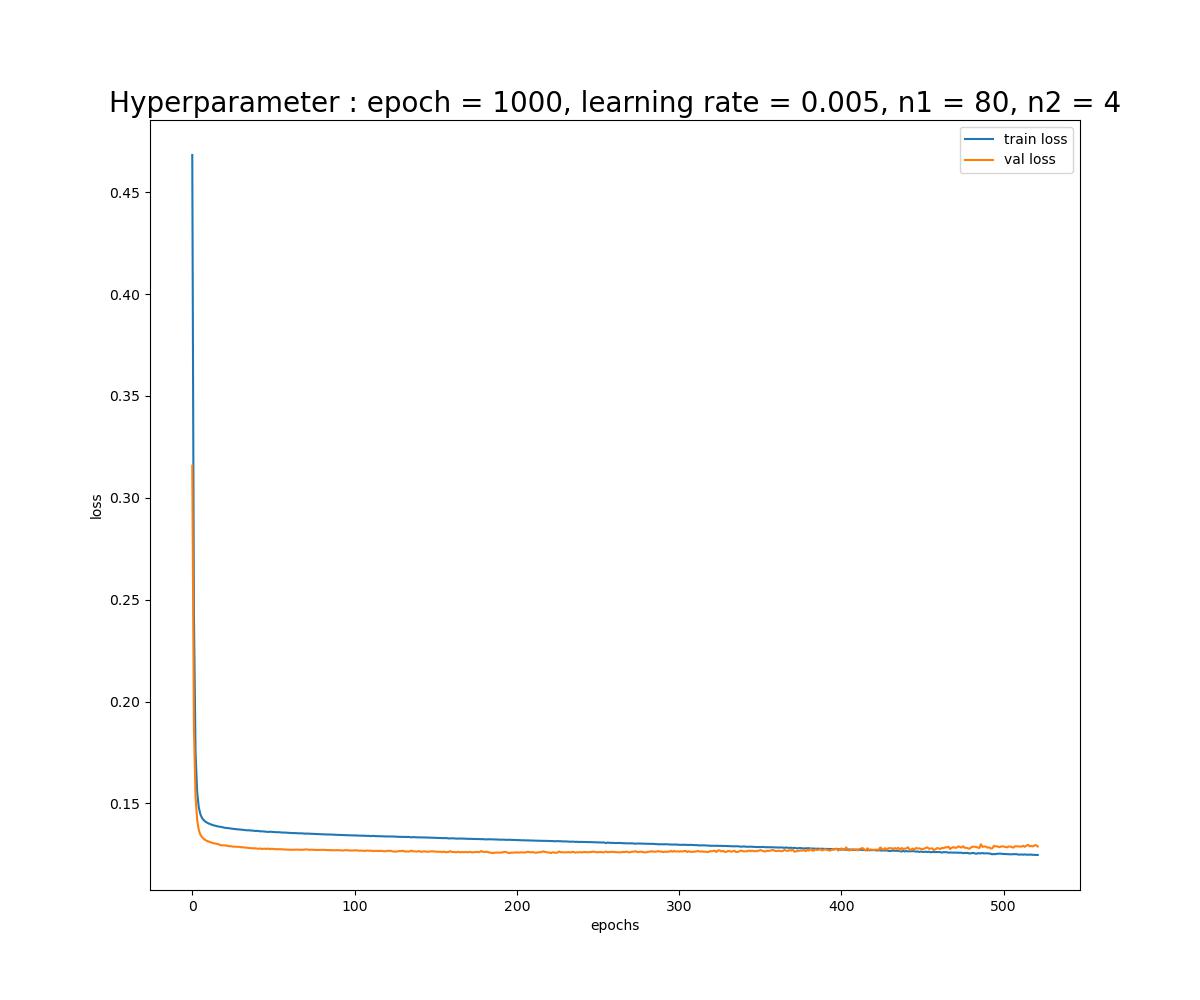 Hyperparameter : epoch = 1000, learning rate = 0.005, n1 = 80, n2 = 4
train loss
val loss
0.45
0.40
0.35
0.30
0.25
0.20
0.15
loss
0 100 200 300 400 500
epochs